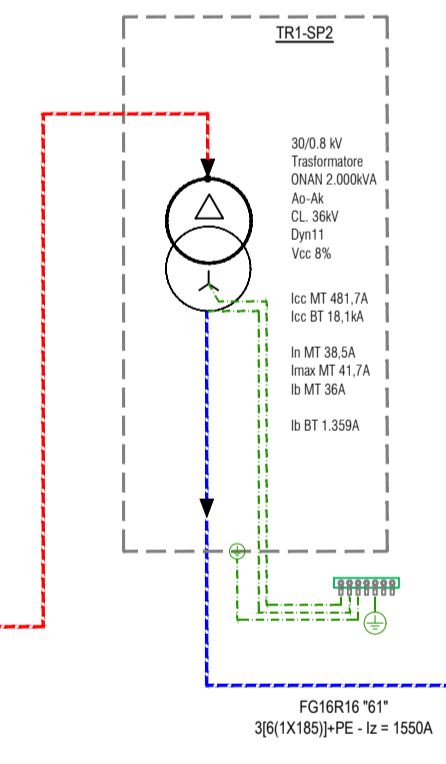 TR1-SP2
30/0.8 kV
Trasformatore
ONAN 2.000kVA
Ao-Ak
CL. 36kV
Dyn11
Vcc 8%
Icc MT 481,7A
Icc BT 18,1kA
In MT 38,5A
Imax MT 41,7A
Ib MT 36A
Ib BT 1.359A
FG16R16 "61"
3[6(1X185)]+PE - Iz = 1550A